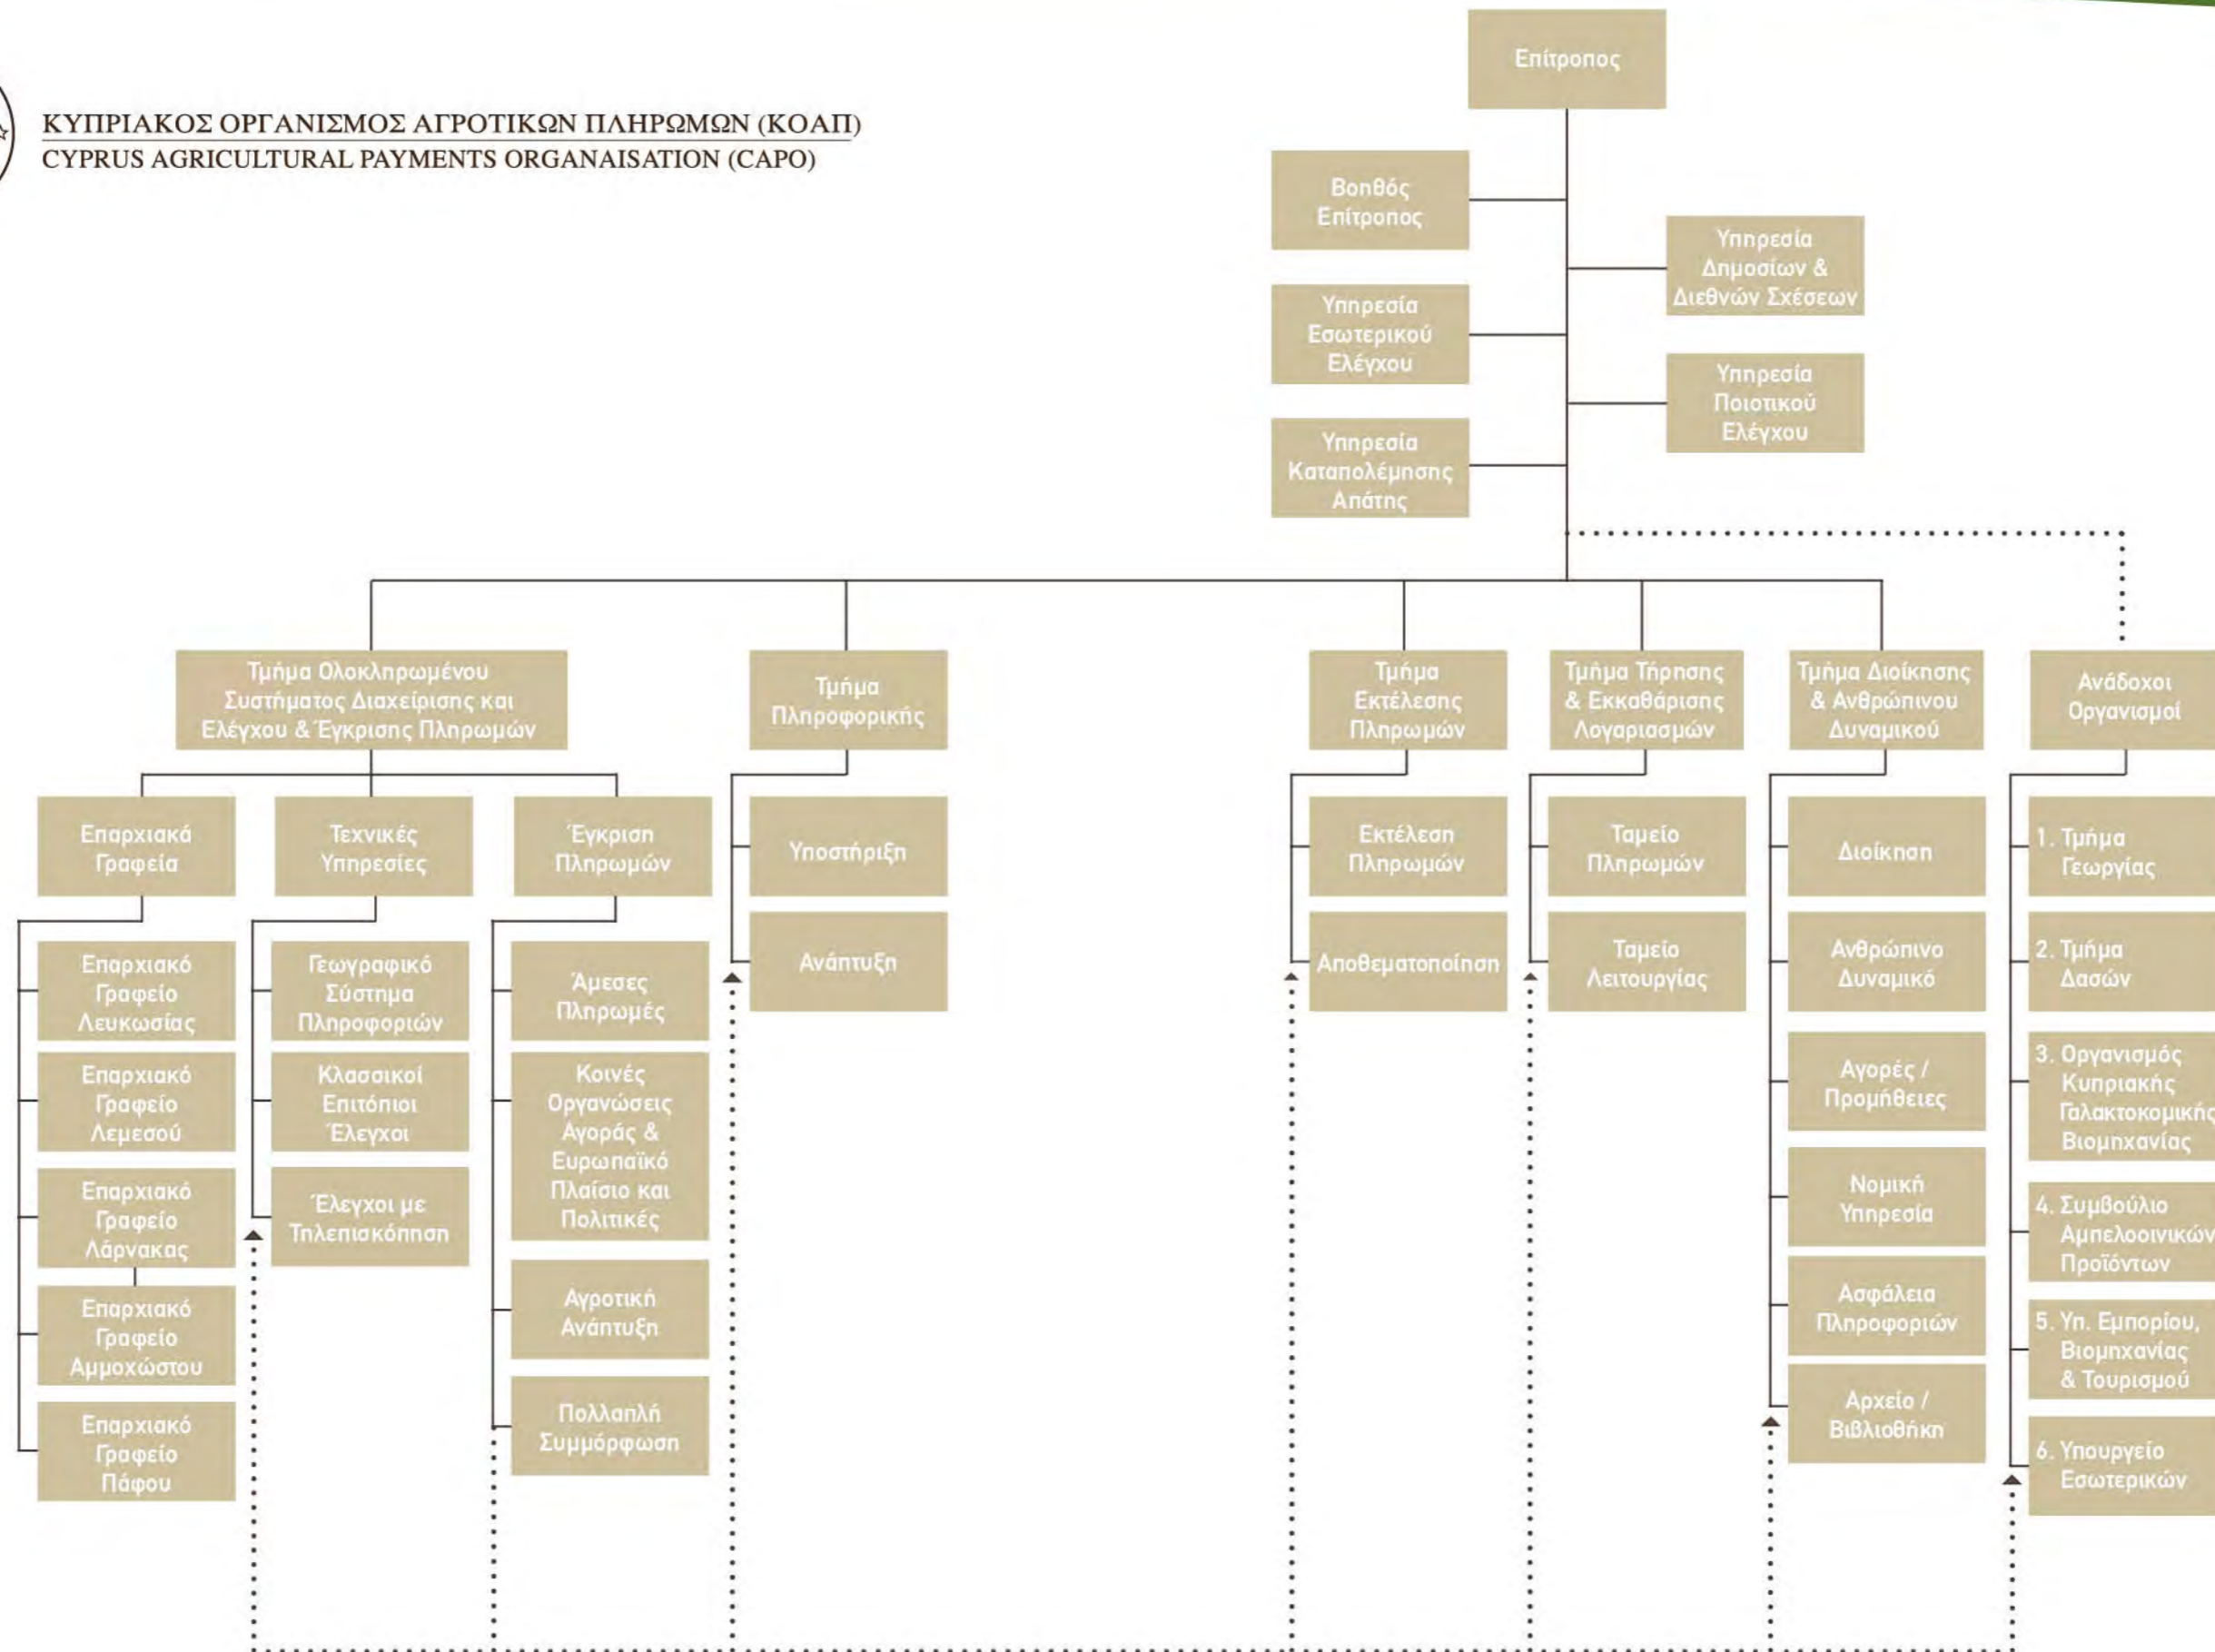 ΚΥΠΡΙΑΚΟΣ ΟΡΓΑΝΙΣΜΟΣ ΑΓΡΟΤΙΚΩΝ ΠΛΗΡΩΜΩΝ (ΚΟΑΠ)
CYPRUS AGRICULTURAL PAYMENTS ORGANAISATION (CAPO)
Επίτροπος
Βοηθός
Επίτροπος
Υπηρεσία
Δημοσίων &
Διεθνών Σχέσεων
Υπηρεσία
Εσωτερικού
Ελέγχου
Υπηρεσία
Ποιοτικού
Ελέγχου
Υπηρεσία
Καταπολέμησης
Απάτης
Τμήμα Ολοκληρωμένου
Συστήματος Διαχείρισης και
Ελέγχου & Έγκρισης Πληρωμών
Τμήμα
Πληροφορικής
Τμήμα
Εκτέλεσης
Πληρωμών
Τμήμα Τήρησης
& Εκκαθάρισης
Λογαριασμών
Τμήμα Διοίκησης
& Ανθρώπινου
Δυναμικού
Ανάδοχοι
Οργανισμοί
Επαρχιακά
Γραφεία
Τεχνικές
Υπηρεσίες
Έγκριση
Πληρωμών
Υποστήριξη
Εκτέλεση
Πληρωμών
Ταμείο
Πληρωμών
Διοίκηση
1. Τμήμα
Γεωργίας
Επαρχιακό
Γραφείο
Λευκωσίας
Γεωγραφικό
Σύστημα
Πληροφοριών
Άμεσες
Πληρωμές
Ανάπτυξη
Αποθεματοποίηση
Ταμείο
Λειτουργίας
Ανθρώπινο
Δυναμικό
2. Τμήμα
Δασών
Επαρχιακό
Γραφείο
Λεμεσού
Κλασσικοί
Επιτόπιοι
Έλεγχοι
Κοινές
Οργανώσεις
Αγοράς &
Ευρωπαϊκό
Πλαίσιο και
Πολιτικές
Αγορές /
Προμήθειες
3. Οργανισμός
Κυπριακής
Γαλακτοκομικής
Βιομηχανίας
Επαρχιακό
Γραφείο
Λάρνακας
Έλεγχοι με
Τηλεπισκόπηση
Νομική
Υπηρεσία
4. Συμβούλιο
Αμπελοοινικών
Προϊόντων
Επαρχιακό
Γραφείο
Αμμοχώστου
Αγροτική
Ανάπτυξη
Ασφάλεια
Πληροφοριών
5. Υπ. Εμπορίου,
Βιομηχανίας
& Τουρισμού
Επαρχιακό
Γραφείο
Πάφου
Πολλαπλή
Συμμόρφωση
Αρχείο /
Βιβλιοθήκη
6. Υπουργείο
Εσωτερικών